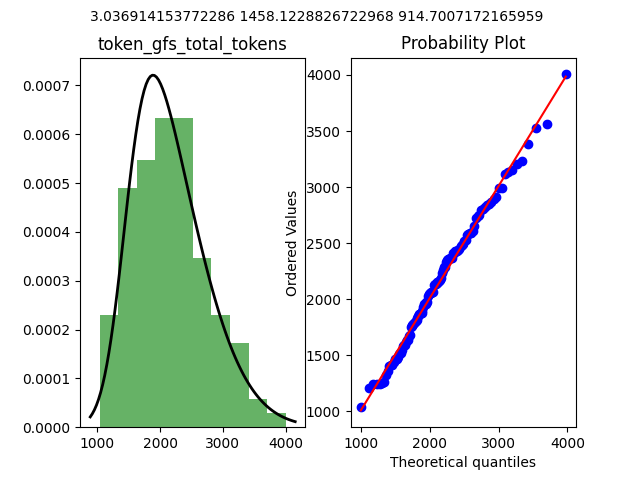 3.036914153772286 1458.1228826722968 914.7007172165959
token_gfs_total_tokens
0.0007
0.0006
0.0005
0.0004
0.0003
0.0002
0.0001
0.0000
1000 2000 3000 4000
Probability Plot
Ordered Values
4000
3500
3000
2500
2000
1500
1000
1000 2000 3000 4000
Theoretical quantiles